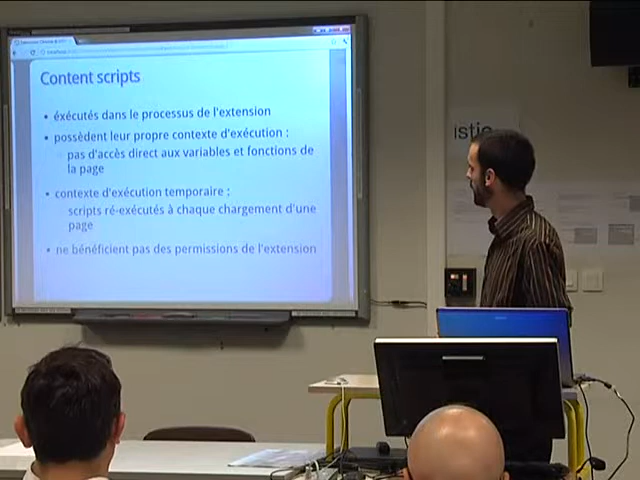 Content scripts
• éxécutés dans le processus de l'extension
• possèdent leur propre contexte d'exécution :
pas d'accès direct aux variables et fonctions de
la page
• contexte d'exécution temporaire :
scripts ré-exécutés à chaque chargement d'une
page
• ne bénéficient pas des permissions de l'extension
istic